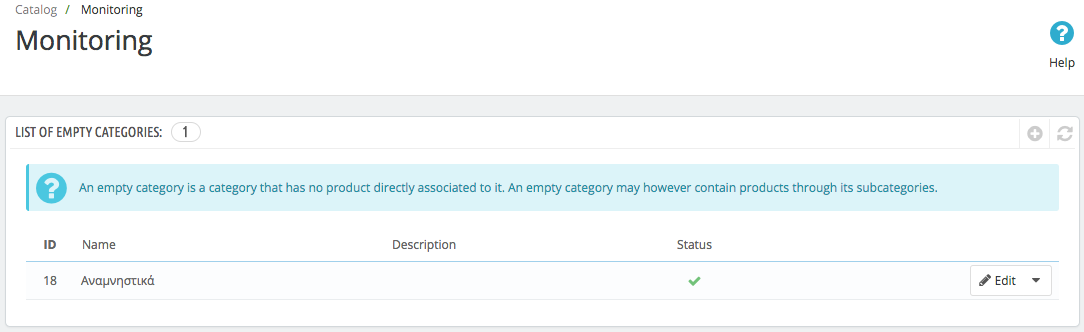 Catalog / Monitoring
Monitoring
Help
LIST OF EMPTY CATEGORIES: 1
An empty category is a category that has no product directly associated to it. An empty category may however contain products through its subcategories.
ID Name Description Status
18 Αναμνηστικά Edit